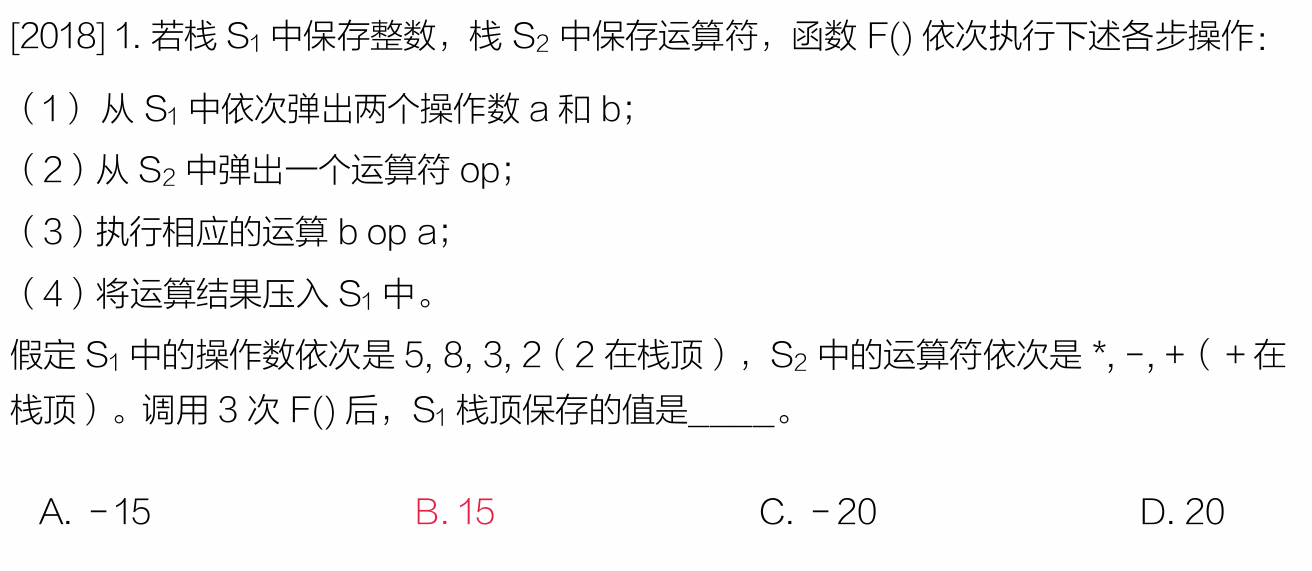 [2018] 1. 若栈 S₁ 中保存整数，栈 S₂ 中保存运算符，函数 F() 依次执行下述各步操作：
（1）从 S₁ 中依次弹出两个操作数 a 和 b；
（2）从 S₂ 中弹出一个运算符 op；
（3）执行相应的运算 b op a；
（4）将运算结果压入 S₁ 中。
假定 S₁ 中的操作数依次是 5, 8, 3, 2（2 在栈顶），S₂ 中的运算符依次是 *, −, +（ + 在
栈顶）。调用 3 次 F() 后，S₁ 栈顶保存的值是____。
A. −15 B. 15 C. −20 D. 20